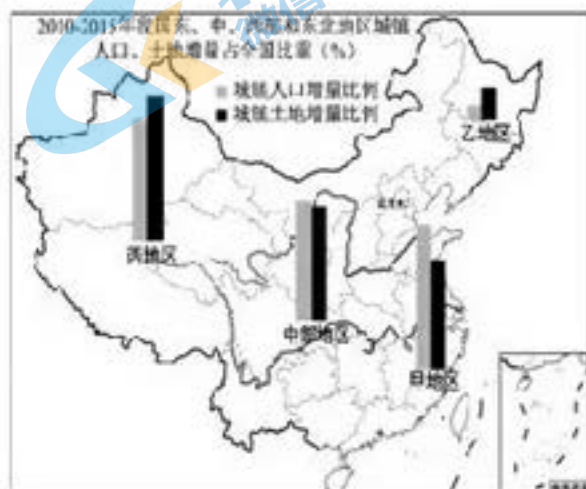 2010-2015年我国东、中、西部和东北地区城镇
人口、土地增量占全国比重（%）
城镇人口增量比例
城镇土地增量比例
乙地区
丙地区
中部地区
甲地区